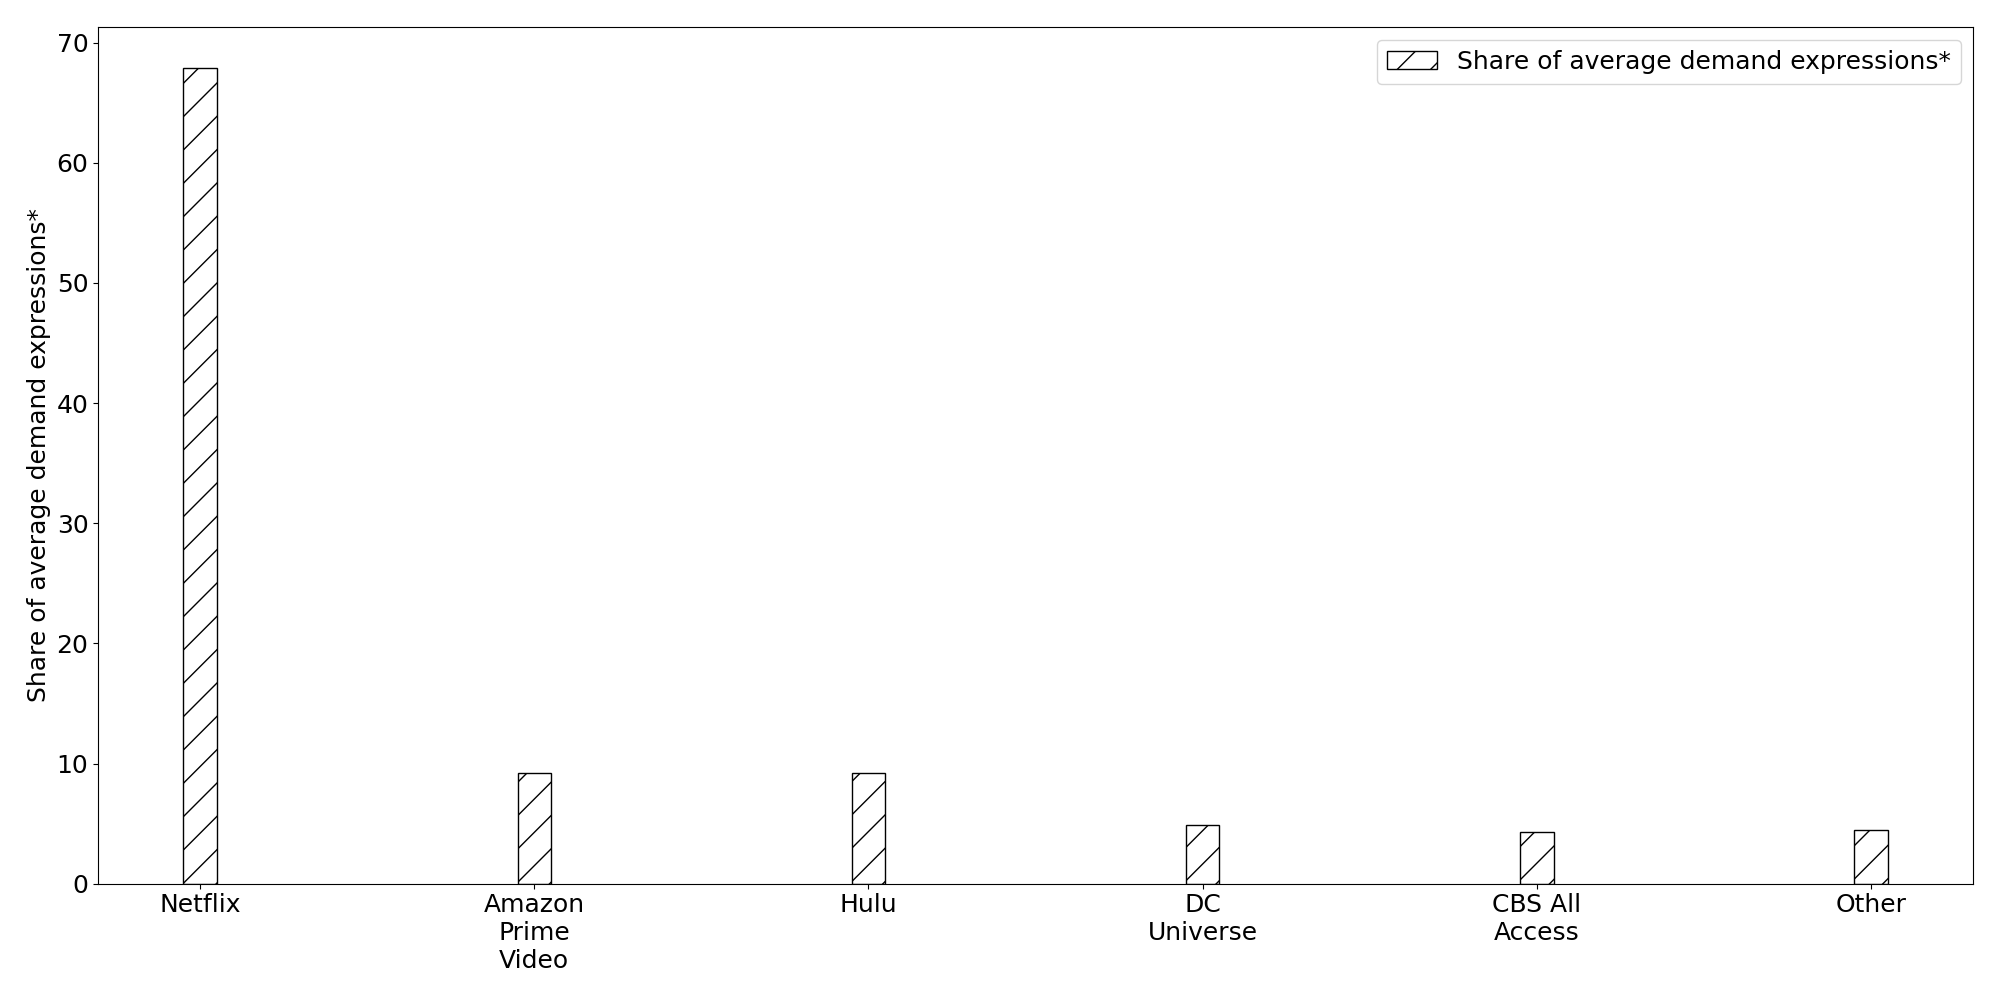 Share of average demand expressions*
Share of average demand expressions*
70
60
50
40
30
20
10
0
Netflix
Amazon
Prime
Video
Hulu
DC
Universe
CBS All
Access
Other